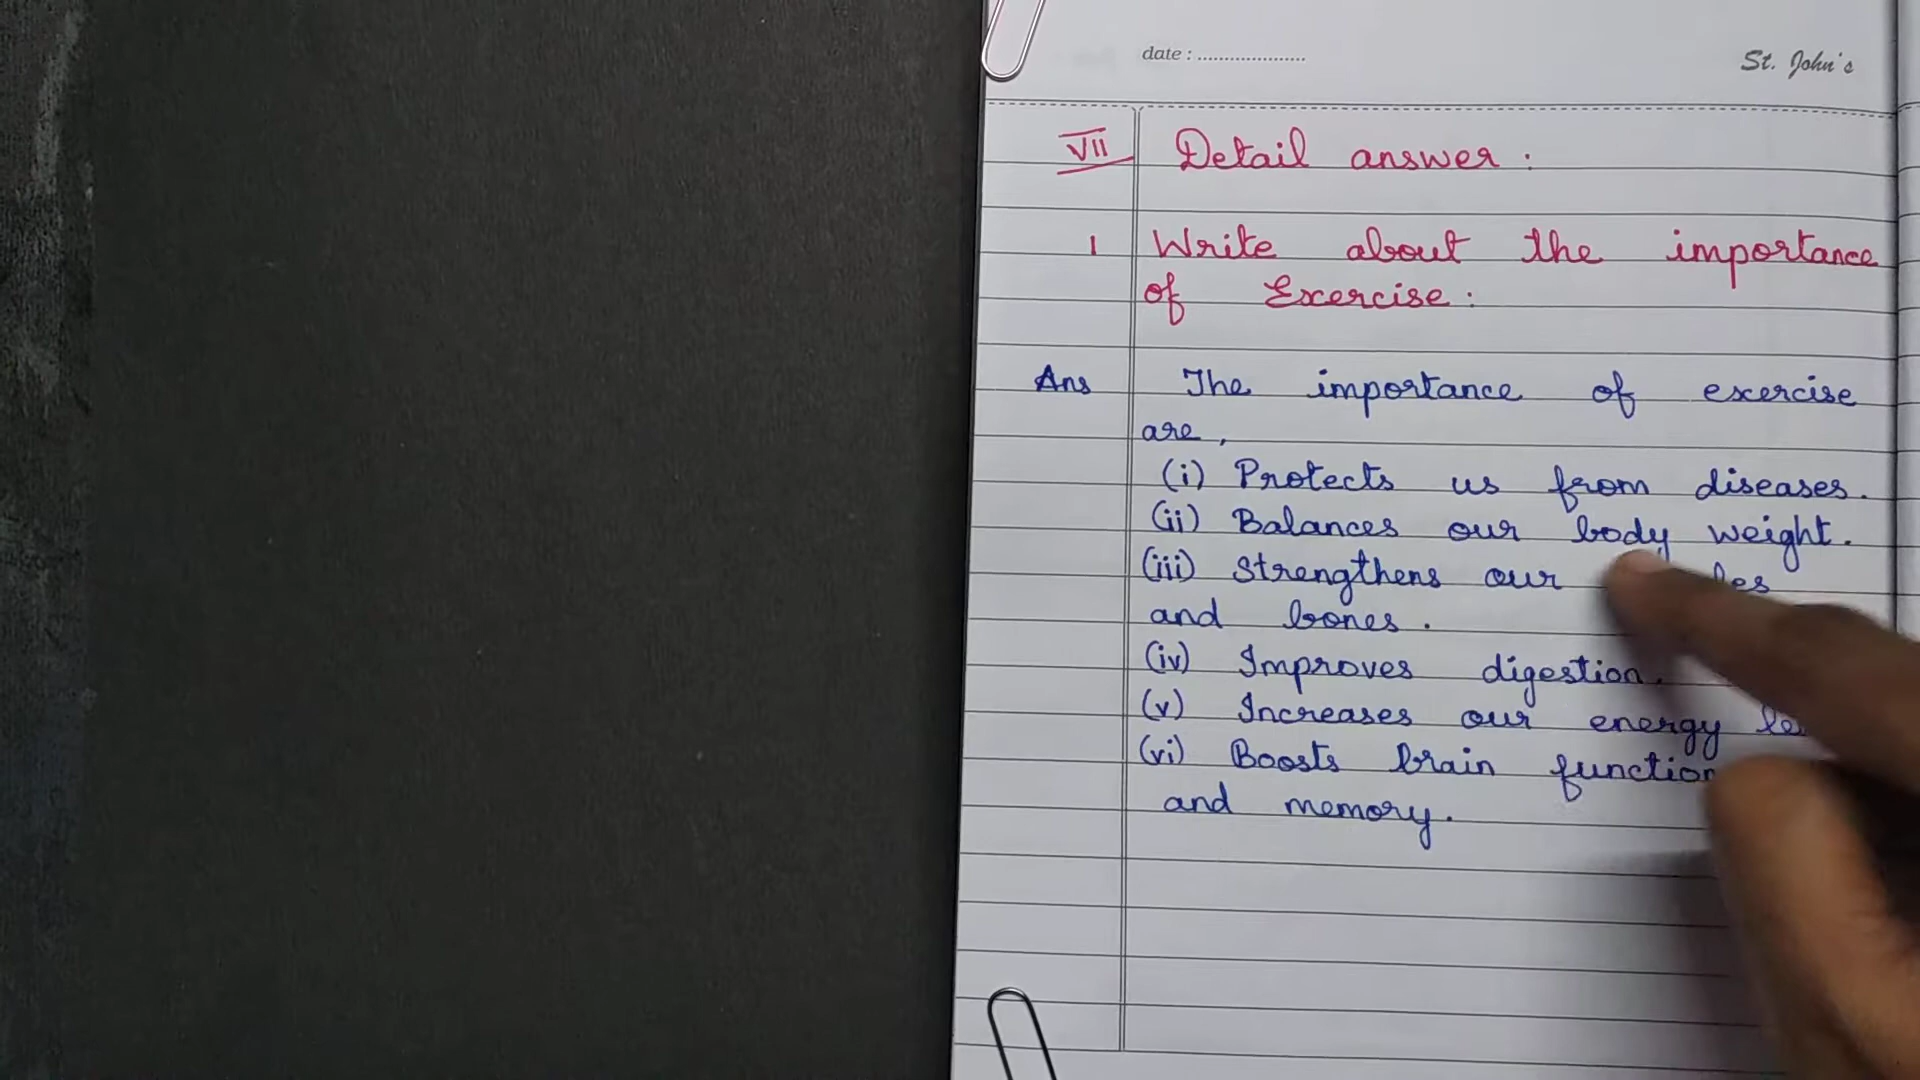 date : ....................
St. John's
VII Detail answer :
1 Write about the importance
of Exercise :
Ans The importance of exercise
are,
(i) Protects us from diseases.
(ii) Balances our body weight.
(iii) Strengthens our
and bones.
(iv) Improves digestion.
(v) Increases our energy
(vi) Boosts brain function
and memory.